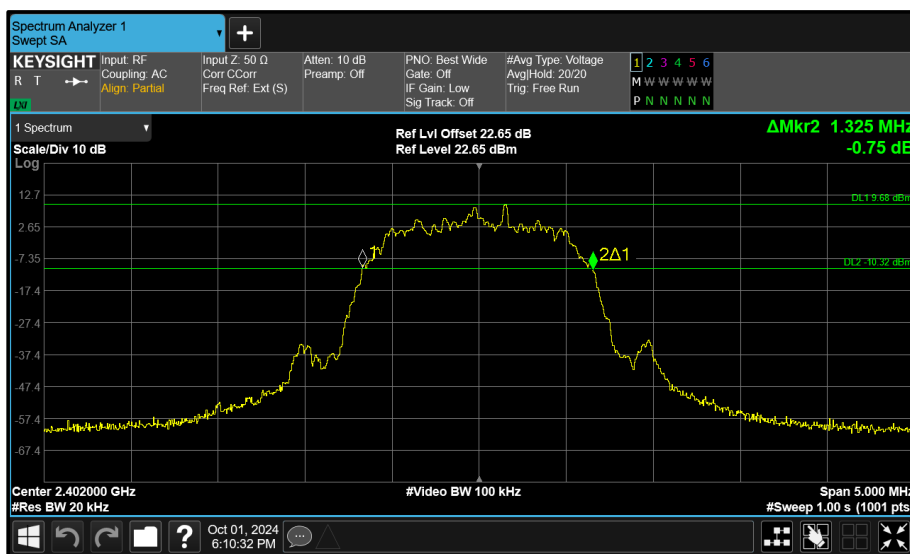 Spectrum Analyzer 1
Swept SA
KEYSIGHT
R T
LXI
Input: RF
Coupling: AC
Align: Partial
Input Z: 50 Ω
Corr CCorr
Freq Ref: Ext (S)
Atten: 10 dB
Preamp: Off
PNO: Best Wide
Gate: Off
IF Gain: Low
Sig Track: Off
#Avg Type: Voltage
Avg|Hold: 20/20
Trig: Free Run
1 2 3 4 5 6
M W W W W W
P N N N N N
1 Spectrum
Scale/Div 10 dB
Log
Ref Lvl Offset 22.65 dB
Ref Level 22.65 dBm
ΔMkr2 1.325 MHz
-0.75 dB
12.7
DL1 9.68 dBm
2.65
-7.35
1
2Δ1
DL2 -10.32 dBm
-17.4
-27.4
-37.4
-47.4
-57.4
-67.4
Center 2.402000 GHz
#Video BW 100 kHz
Span 5.000 MHz
#Res BW 20 kHz
#Sweep 1.00 s (1001 pts
?
Oct 01, 2024
6:10:32 PM